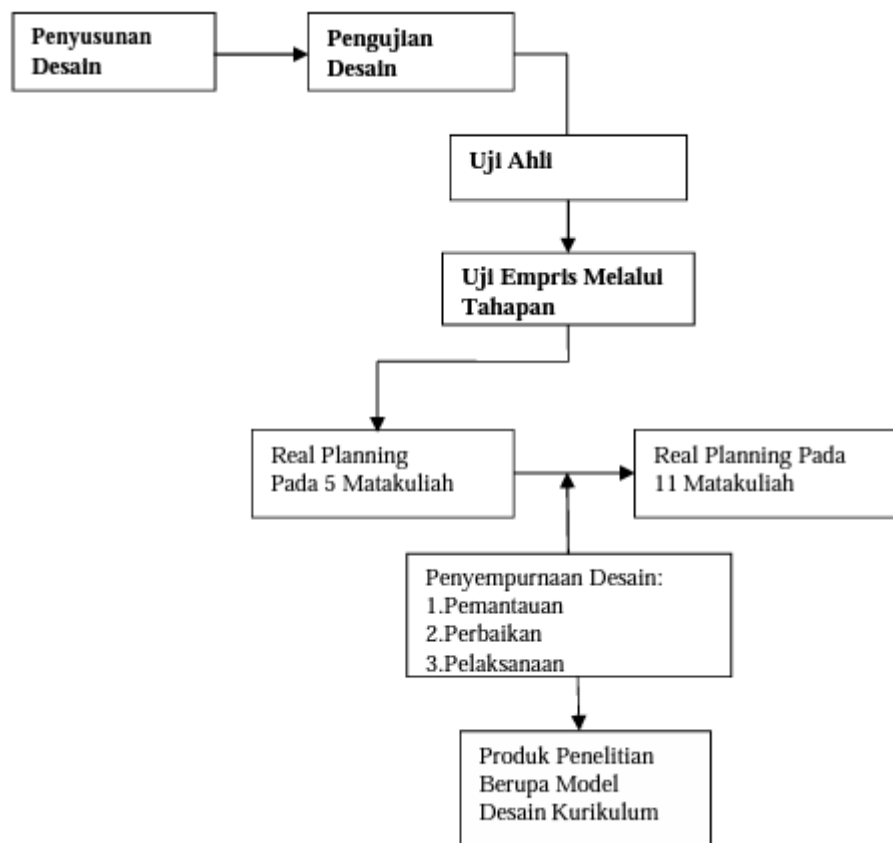 Penyusunan
Desain
Pengujian
Desain
Uji Ahli
Uji Empris Melalui
Tahapan
Real Planning
Pada 5 Matakuliah
Real Planning Pada
11 Matakuliah
Penyempurnaan Desain:
1.Pemantauan
2.Perbaikan
3.Pelaksanaan
Produk Penelitian
Berupa Model
Desain Kurikulum